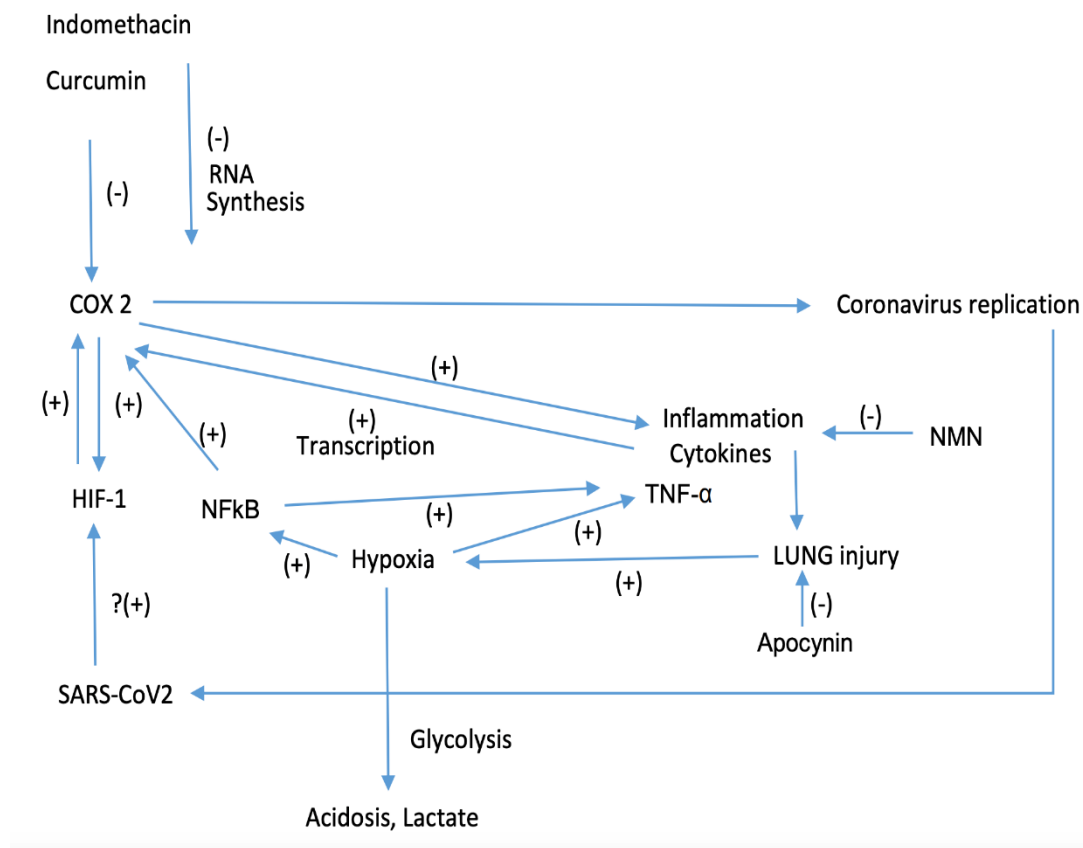 Indomethacin
Curcumin
(-)
RNA
Synthesis
(-)
COX 2
Coronavirus replication
(+)
(+)
(+)
(+)
Transcription
(+)
Inflammation
Cytokines
(-)
NMN
HIF-1
NFkB
TNF-α
(+)
(+)
Hypoxia
(+)
LUNG injury
(+)
?(+)
(-)
Apocynin
SARS-CoV2
Glycolysis
Acidosis, Lactate